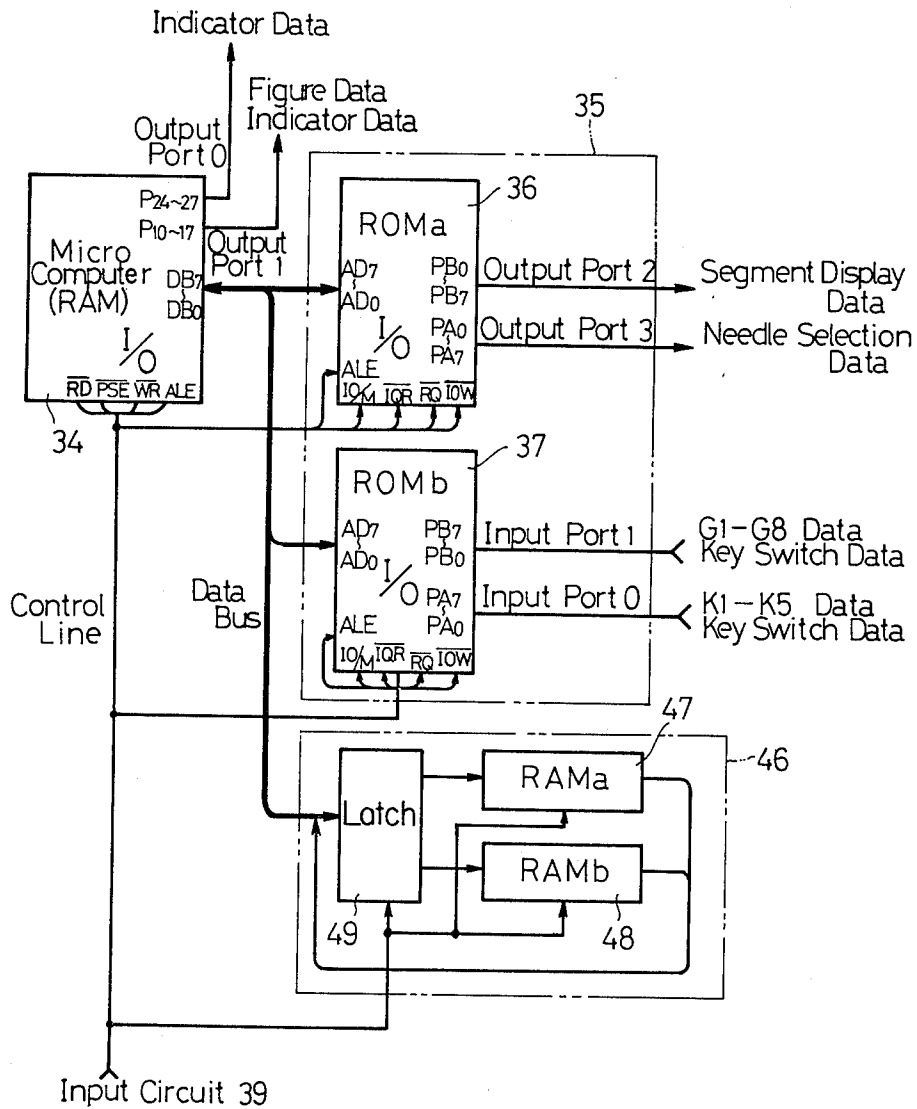 Indicator Data
Figure Data
Indicator Data
Output
Port 0
35
P24~27
P10~17
Output
Port 1
Micro
Computer
(RAM)
DB7
~
DB0
I/O
RD PSE WR ALE
34
36
ROMa
AD7
~
AD0
PB0
~
PB7
PA0
~
PA7
I/O
ALE
IO/M IQR RQ IOW
Output Port 2
Segment Display
Data
Output Port 3
Needle Selection
Data
37
ROMb
AD7
~
AD0
PB7
~
PB0
PA7
~
PA0
I/O
ALE
IO/M IQR RQ IOW
Input Port 1
G1-G8 Data
Key Switch Data
Input Port 0
K1-K5 Data
Key Switch Data
Control
Line
Data
Bus
47
46
Latch
RAMa
RAMb
49
48
Input Circuit 39